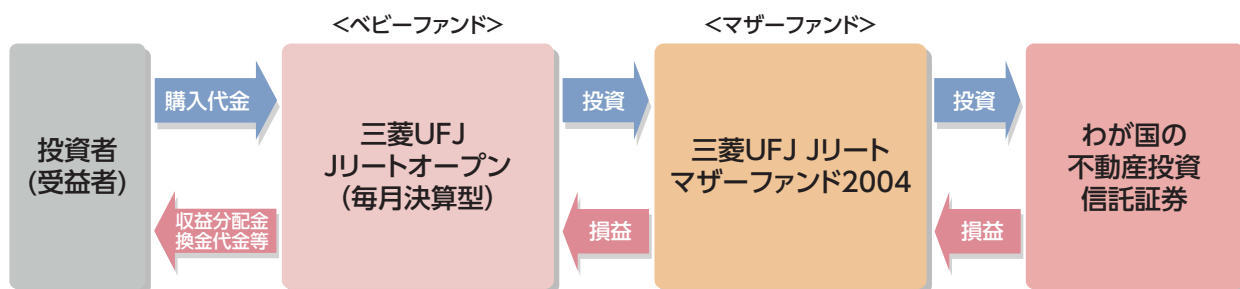 <ベビーファンド>
<マザーファンド>
投資者
(受益者)
購入代金
収益分配金
換金代金等
三菱UFJ
Jリートオープン
(毎月決算型)
投資
損益
三菱UFJ Jリート
マザーファンド2004
投資
損益
わが国の
不動産投資
信託証券